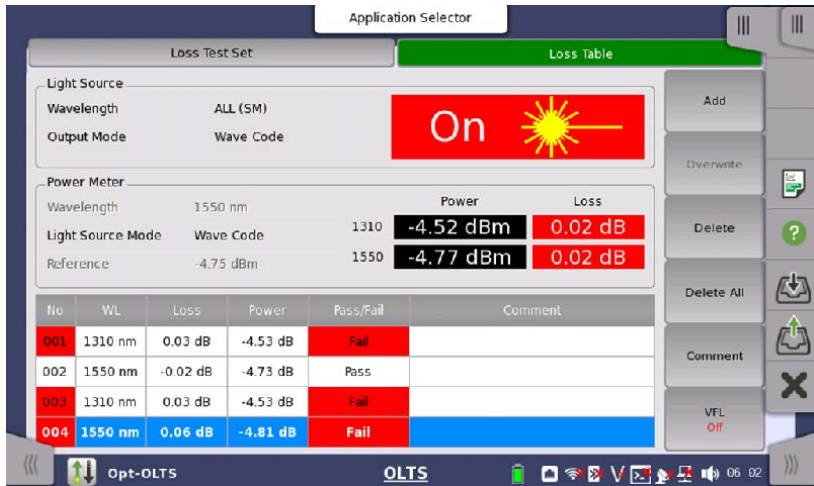 Application Selector
Loss Test Set
Loss Table
Light Source
Wavelength ALL (SM)
Output Mode Wave Code
On
Power Meter
Wavelength 1550 nm
Light Source Mode Wave Code
Reference -4.75 dBm
Power Loss
1310 -4.52 dBm 0.02 dB
1550 -4.77 dBm 0.02 dB
No WL Loss Power Pass/Fail Comment
001 1310 nm 0.03 dB -4.53 dB Fail
002 1550 nm -0.02 dB -4.73 dB Pass
003 1310 nm 0.03 dB -4.53 dB Fail
004 1550 nm 0.06 dB -4.81 dB Fail
Add
Overwrite
Delete
Delete All
Comment
VFL
Off
Opt-OLTS
OLTS
06 02